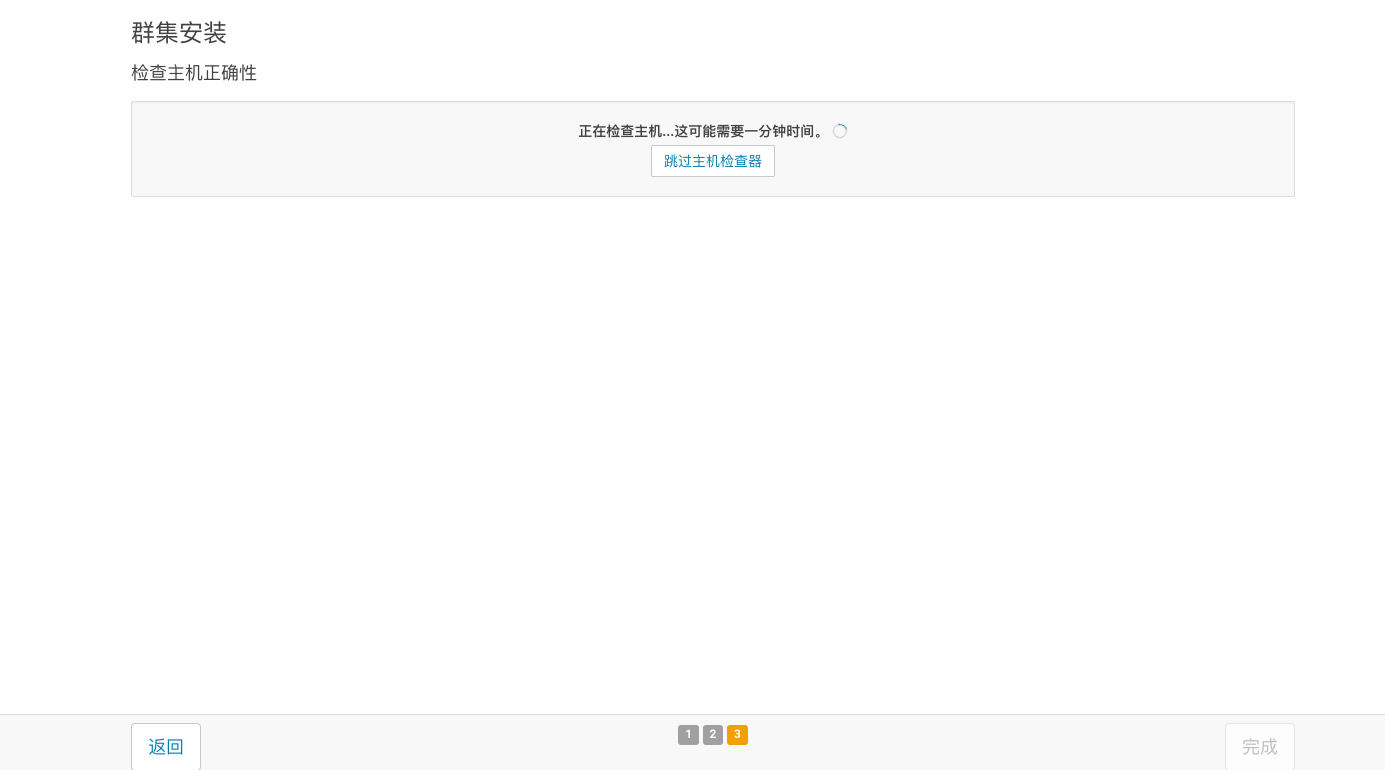 群集安装
检查主机正确性
正在检查主机...这可能需要一分钟时间。
跳过主机检查器
返回
1 2 3
完成